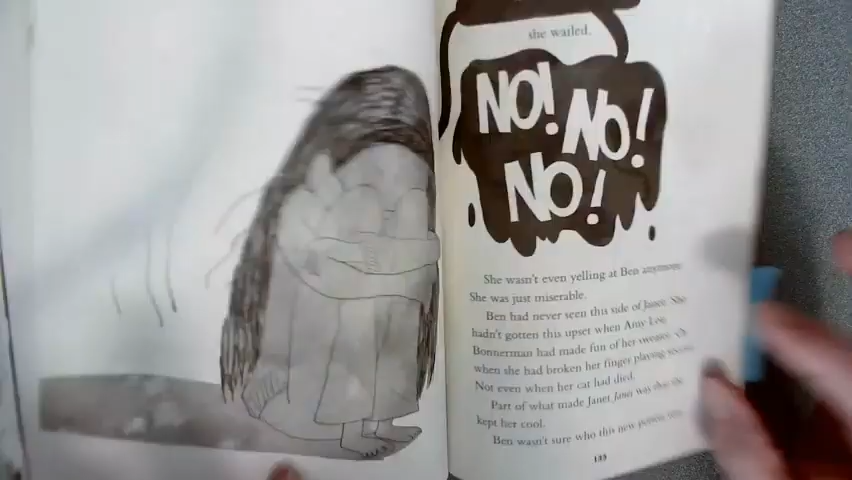 she wailed.
NO! NO!
NO!
She wasn't even yelling at Ben anymore.
She was just miserable.
Ben had never seen this side of Janet. She
hadn't gotten this upset when Amy Lou
Bonnerman had made fun of her sweater,
when she had broken her finger playing
Not even when her cat had died.
Part of what made Janet Janet was that she
kept her cool.
Ben wasn't sure who this new person was.
133